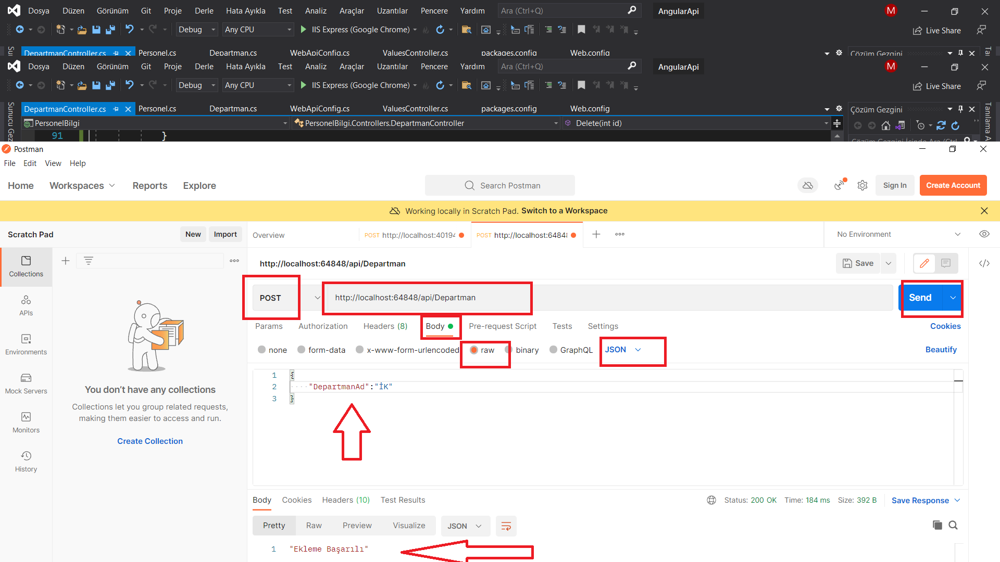 Dosya Düzen Görünüm Git Proje Derle Hata Ayıkla Test Analiz Araçlar Uzantılar Pencere Yardım Ara (Ctrl+Q) AngularApi M
Debug Any CPU IIS Express (Google Chrome) Live Share
DepartmanController.cs Personel.cs Departman.cs WebApiConfig.cs ValuesController.cs packages.config Web.config Çözüm Gezgini
Dosya Düzen Görünüm Git Proje Derle Hata Ayıkla Test Analiz Araçlar Uzantılar Pencere Yardım Ara (Ctrl+Q) AngularApi M
Debug Any CPU IIS Express (Google Chrome) Live Share
Sunucu Gez
DepartmanController.cs Personel.cs Departman.cs WebApiConfig.cs ValuesController.cs packages.config Web.config Çözüm Gezgini
Tanılama A
PersonelBilgi PersonelBilgi.Controllers.DepartmanController Delete(int id)
91 }
Çözüm Gezgini İçinde Ara (Ctrl
Postman
File Edit View Help
Home Workspaces Reports Explore Search Postman Sign In Create Account
Working locally in Scratch Pad. Switch to a Workspace
Scratch Pad New Import Overview POST http://localhost:40194 POST http://localhost:6484 No Environment
http://localhost:64848/api/Departman Save
Collections
POST http://localhost:64848/api/Departman Send
APIs
Params Authorization Headers (8) Body Pre-request Script Tests Settings Cookies
Environments
none form-data x-www-form-urlencoded raw binary GraphQL JSON Beautify
Mock Servers
1 {
2 "DepartmanAd":"İK"
3 }
You don't have any collections
Collections let you group related requests,
making them easier to access and run.
Monitors
Create Collection
History
Body Cookies Headers (10) Test Results Status: 200 OK Time: 184 ms Size: 392 B Save Response
Pretty Raw Preview Visualize JSON
1 "Ekleme Başarılı"